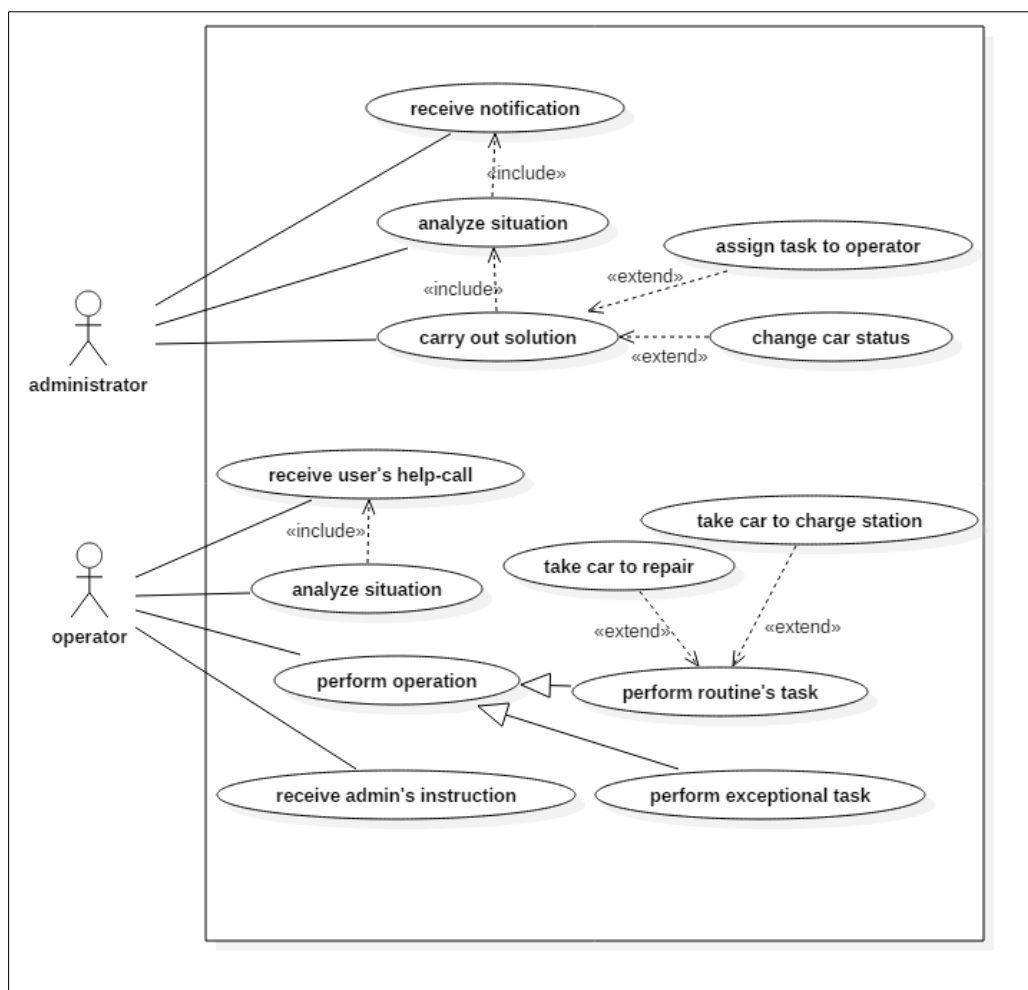 receive notification
«include»
analyze situation
assign task to operator
«extend»
«include»
carry out solution
change car status
«extend»
administrator
receive user's help-call
take car to charge station
«include»
take car to repair
analyze situation
«extend»
«extend»
operator
perform operation
perform routine's task
receive admin's instruction
perform exceptional task